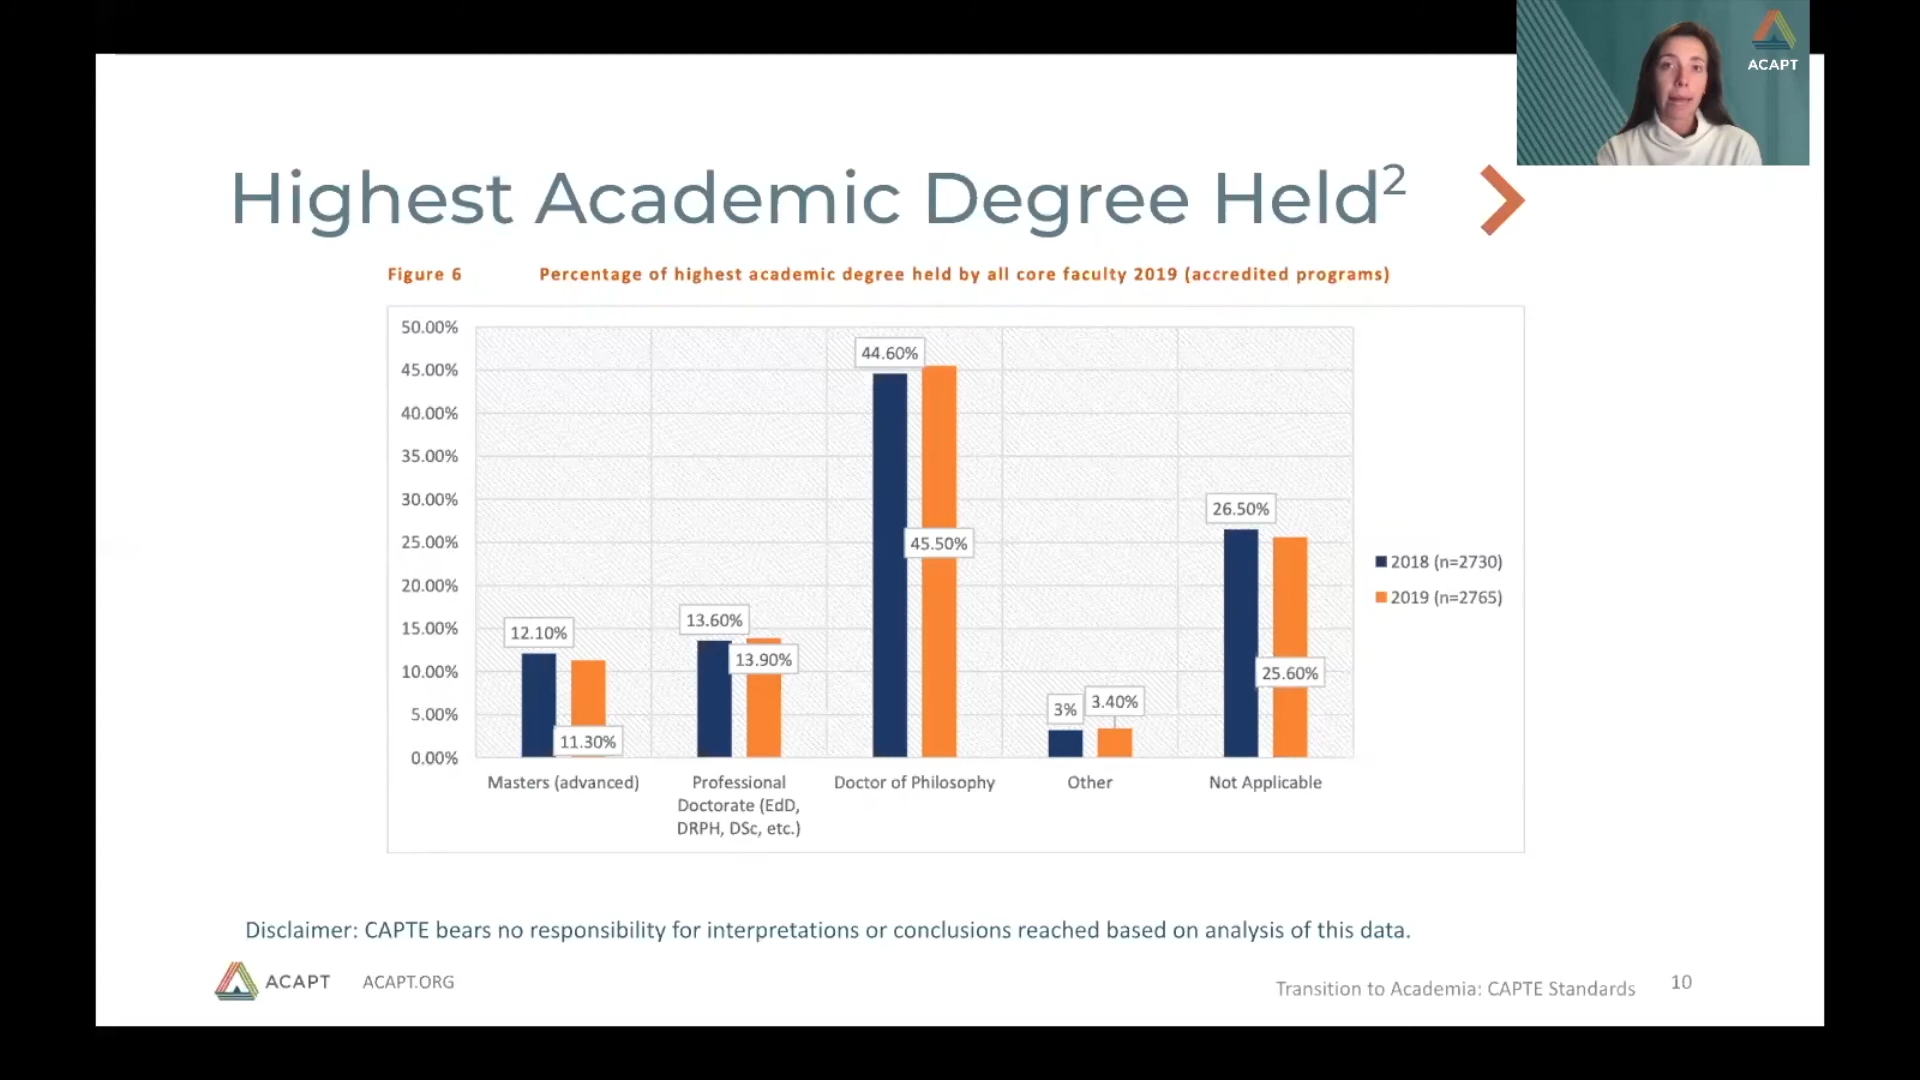 ACAPT
Highest Academic Degree Held2
Figure 6 Percentage of highest academic degree held by all core faculty 2019 (accredited programs)
50.00%
45.00%
40.00%
35.00%
30.00%
25.00%
20.00%
15.00%
10.00%
5.00%
0.00%
12.10%
11.30%
13.60%
13.90%
44.60%
45.50%
3%
3.40%
26.50%
25.60%
Masters (advanced)
Professional
Doctorate (EdD,
DRPH, DSc, etc.)
Doctor of Philosophy
Other
Not Applicable
2018 (n=2730)
2019 (n=2765)
Disclaimer: CAPTE bears no responsibility for interpretations or conclusions reached based on analysis of this data.
ACAPT ACAPT.ORG
Transition to Academia: CAPTE Standards 10